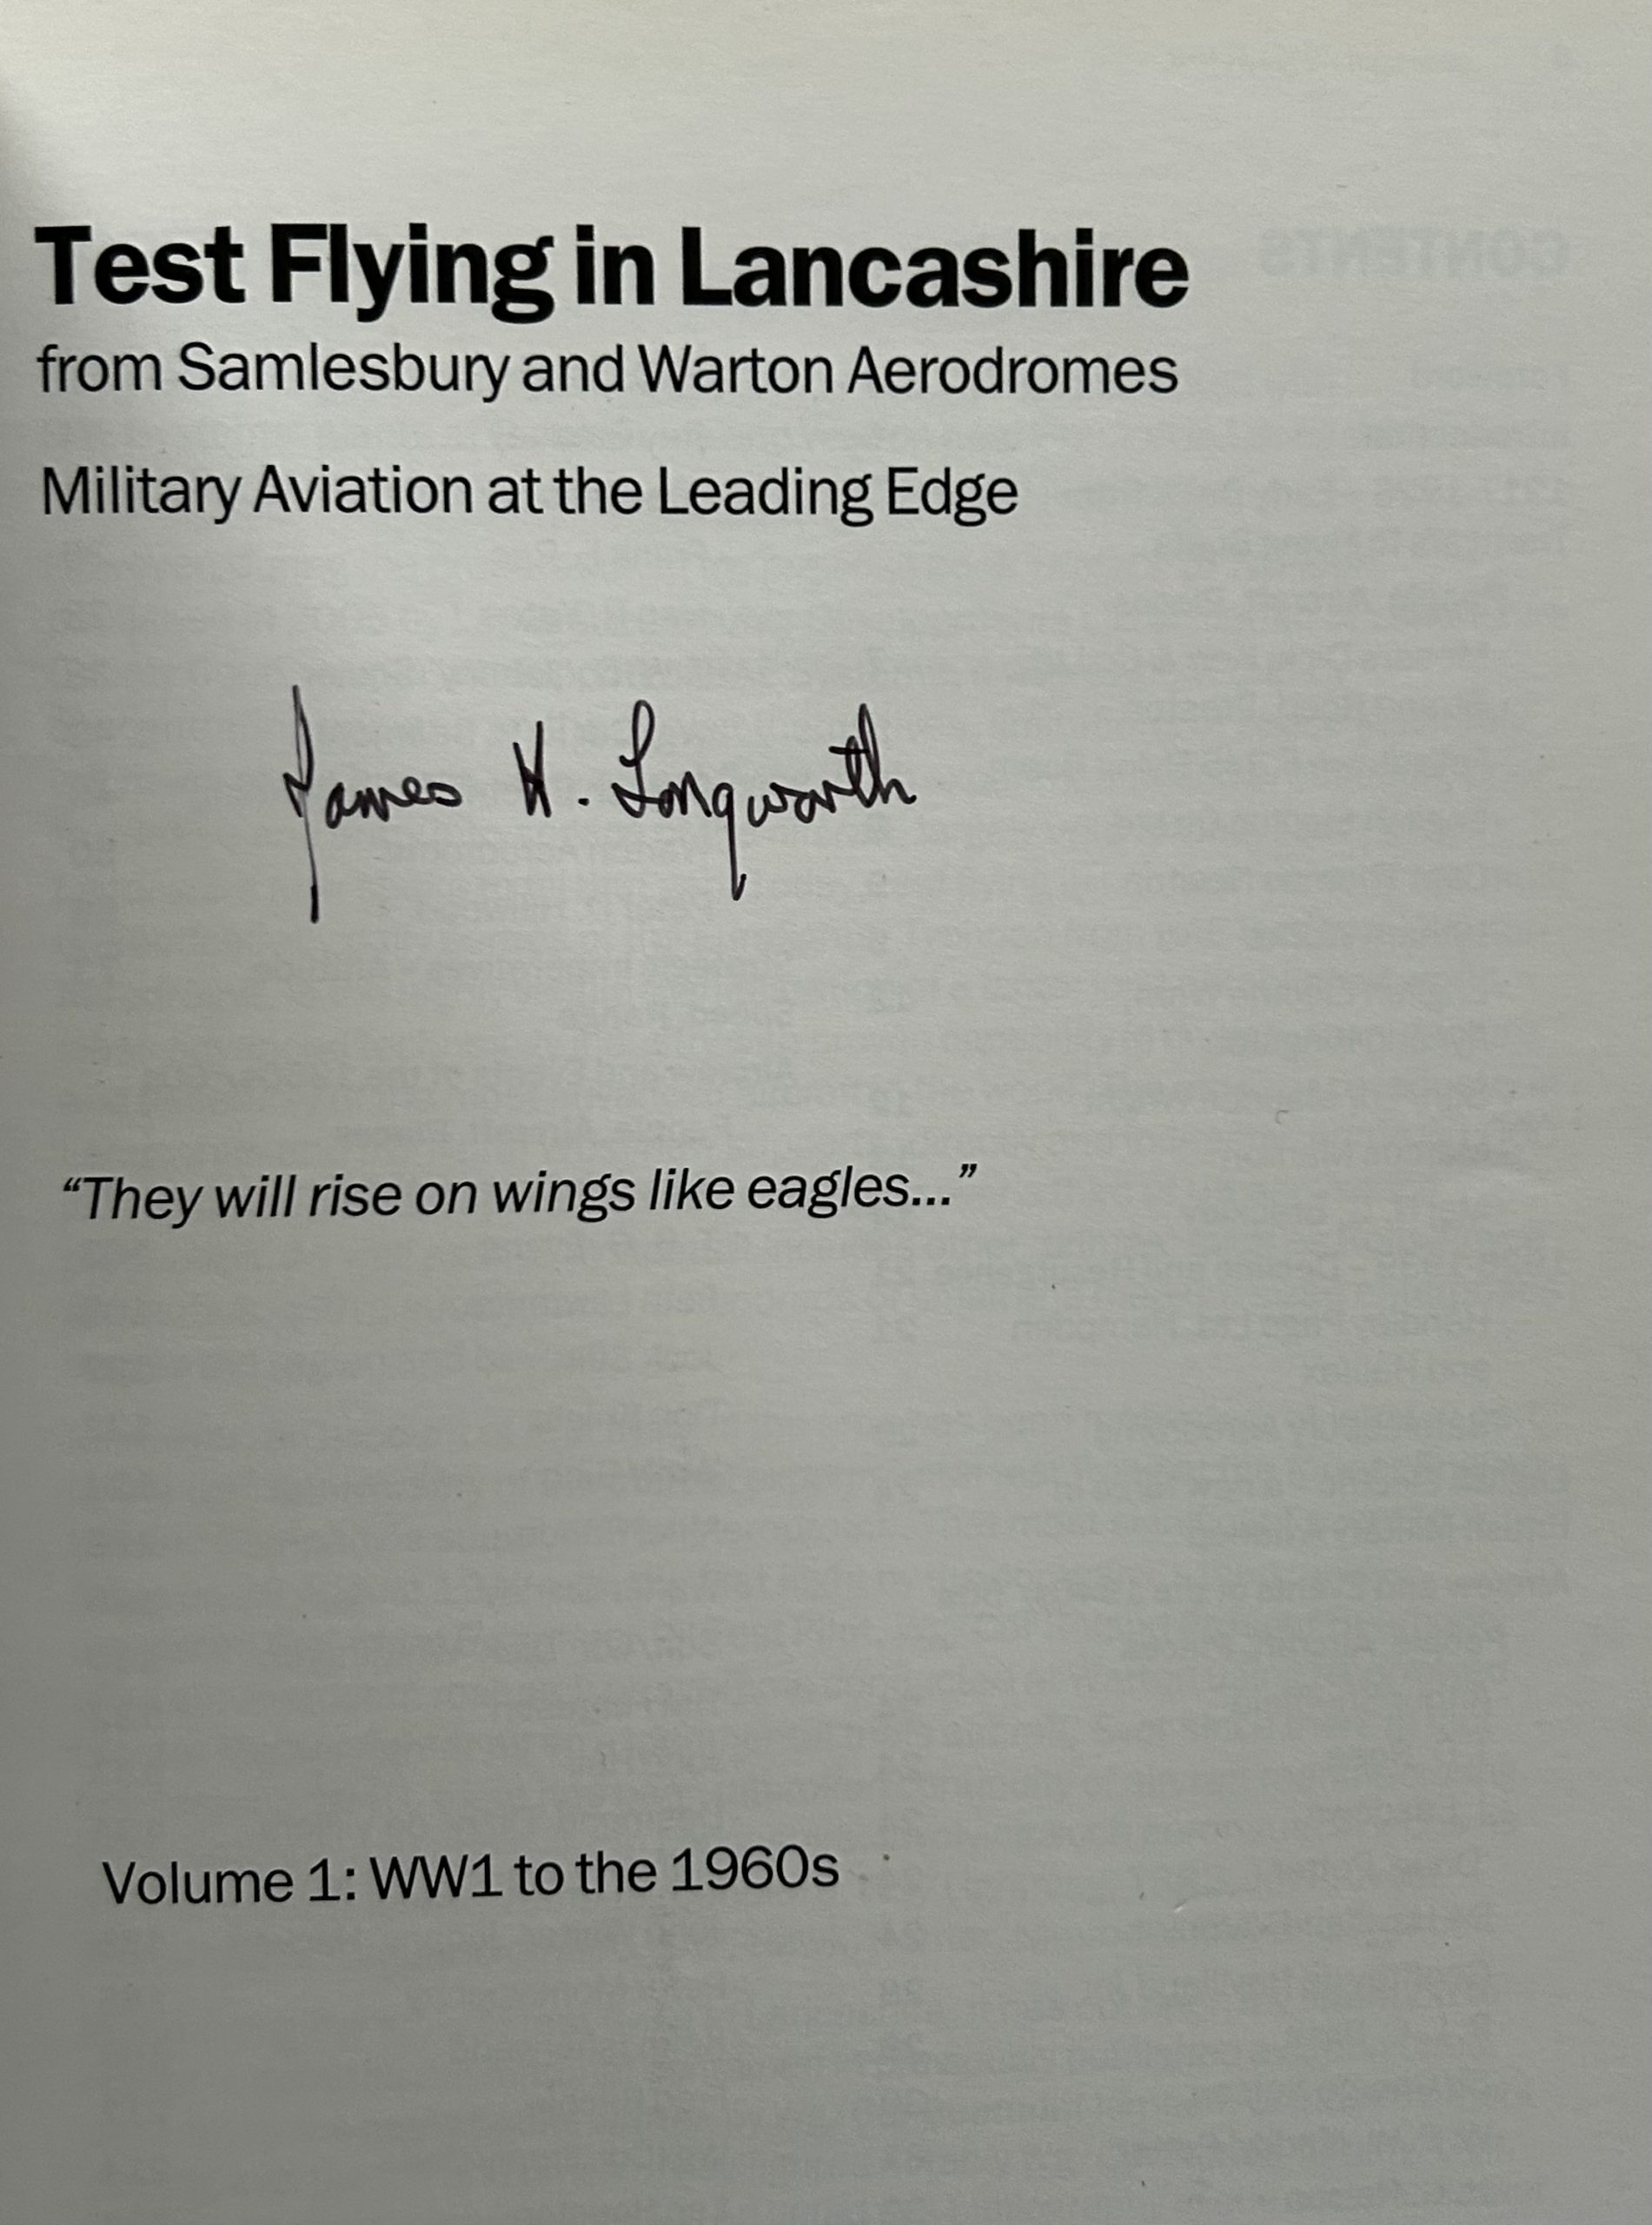 Test Flying in Lancashire
from Samlesbury and Warton Aerodromes
Military Aviation at the Leading Edge
James H. Longworth
“They will rise on wings like eagles...”
Volume 1: WW1 to the 1960s